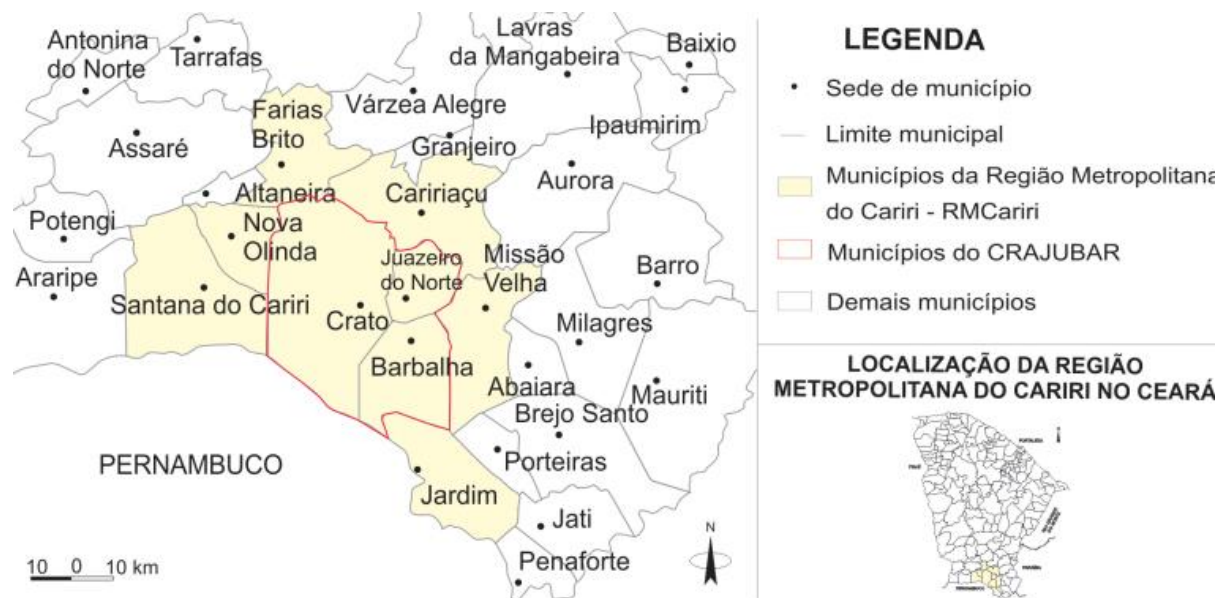 Antonina
do Norte
Tarrafas
Lavras
da Mangabeira
Baixio
Farias
Brito
Várzea Alegre
Ipaumirim
Assaré
Granjeiro
Aurora
Altaneira
Caririaçu
Potengi
Nova
Olinda
Juazeiro
do Norte
Missão
Velha
Barro
Araripe
Santana do Cariri
Crato
Milagres
Barbalha
Abaiara
Mauriti
Brejo Santo
PERNAMBUCO
Porteiras
Jardim
Jati
Penaforte
10 0 10 km
N
LEGENDA
Sede de município
Limite municipal
Municípios da Região Metropolitana
do Cariri - RMCariri
Municípios do CRAJUBAR
Demais municípios
LOCALIZAÇÃO DA REGIÃO
METROPOLITANA DO CARIRI NO CEARÁ
PERNAMBUCO